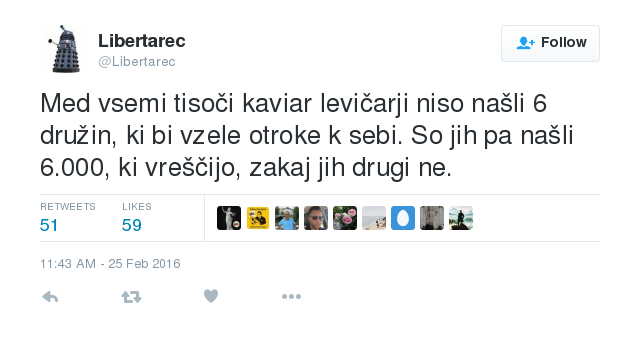 Libertarec
@Libertarec
Follow
Med vsemi tisoči kaviar levičarji niso našli 6
družin, ki bi vzele otroke k sebi. So jih pa našli
6.000, ki vreščijo, zakaj jih drugi ne.
RETWEETS LIKES
51 59
11:43 AM - 25 Feb 2016